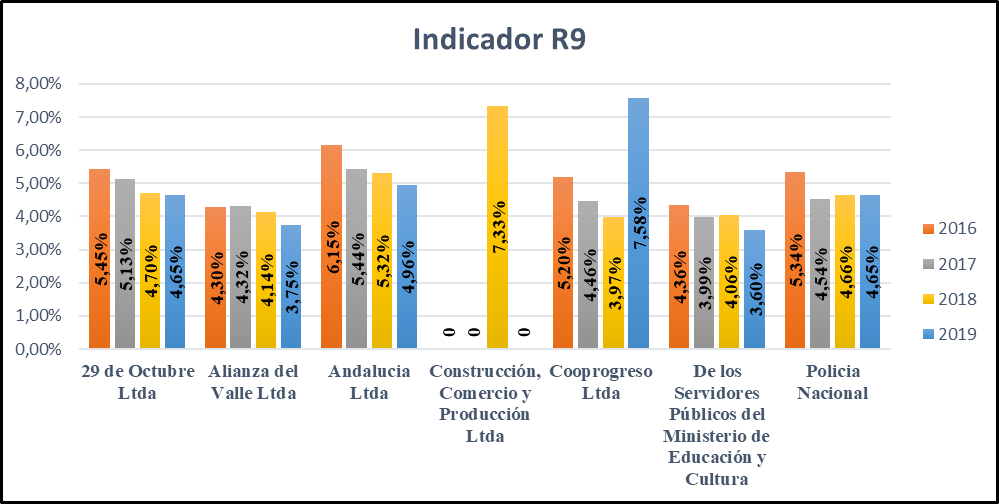 Indicador R9
8,00%
7,00%
6,00%
5,00%
4,00%
3,00%
2,00%
1,00%
0,00%
5,45%
5,13%
4,70%
4,65%
4,30%
4,32%
4,14%
3,75%
6,15%
5,44%
5,32%
4,96%
0
0
7,33%
0
5,20%
4,46%
3,97%
7,58%
4,36%
3,99%
4,06%
3,60%
5,34%
4,54%
4,66%
4,65%
29 de Octubre
Ltda
Alianza del
Valle Ltda
Andalucia
Ltda
Construcción,
Comercio y
Producción
Ltda
Cooprogreso
Ltda
De los
Servidores
Públicos del
Ministerio de
Educación y
Cultura
Policia
Nacional
2016
2017
2018
2019